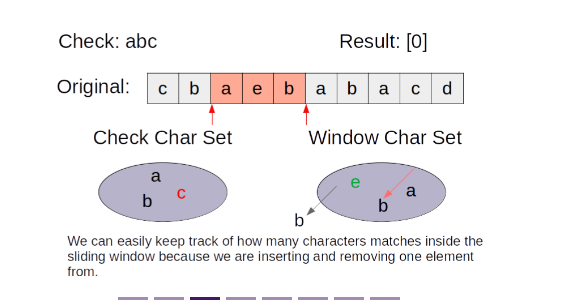 Check: abc Result: [0]
Original: c b a e b a b a c d
Check Char Set Window Char Set
a e
b c b a
b
We can easily keep track of how many characters matches inside the
sliding window because we are inserting and removing one element
from.